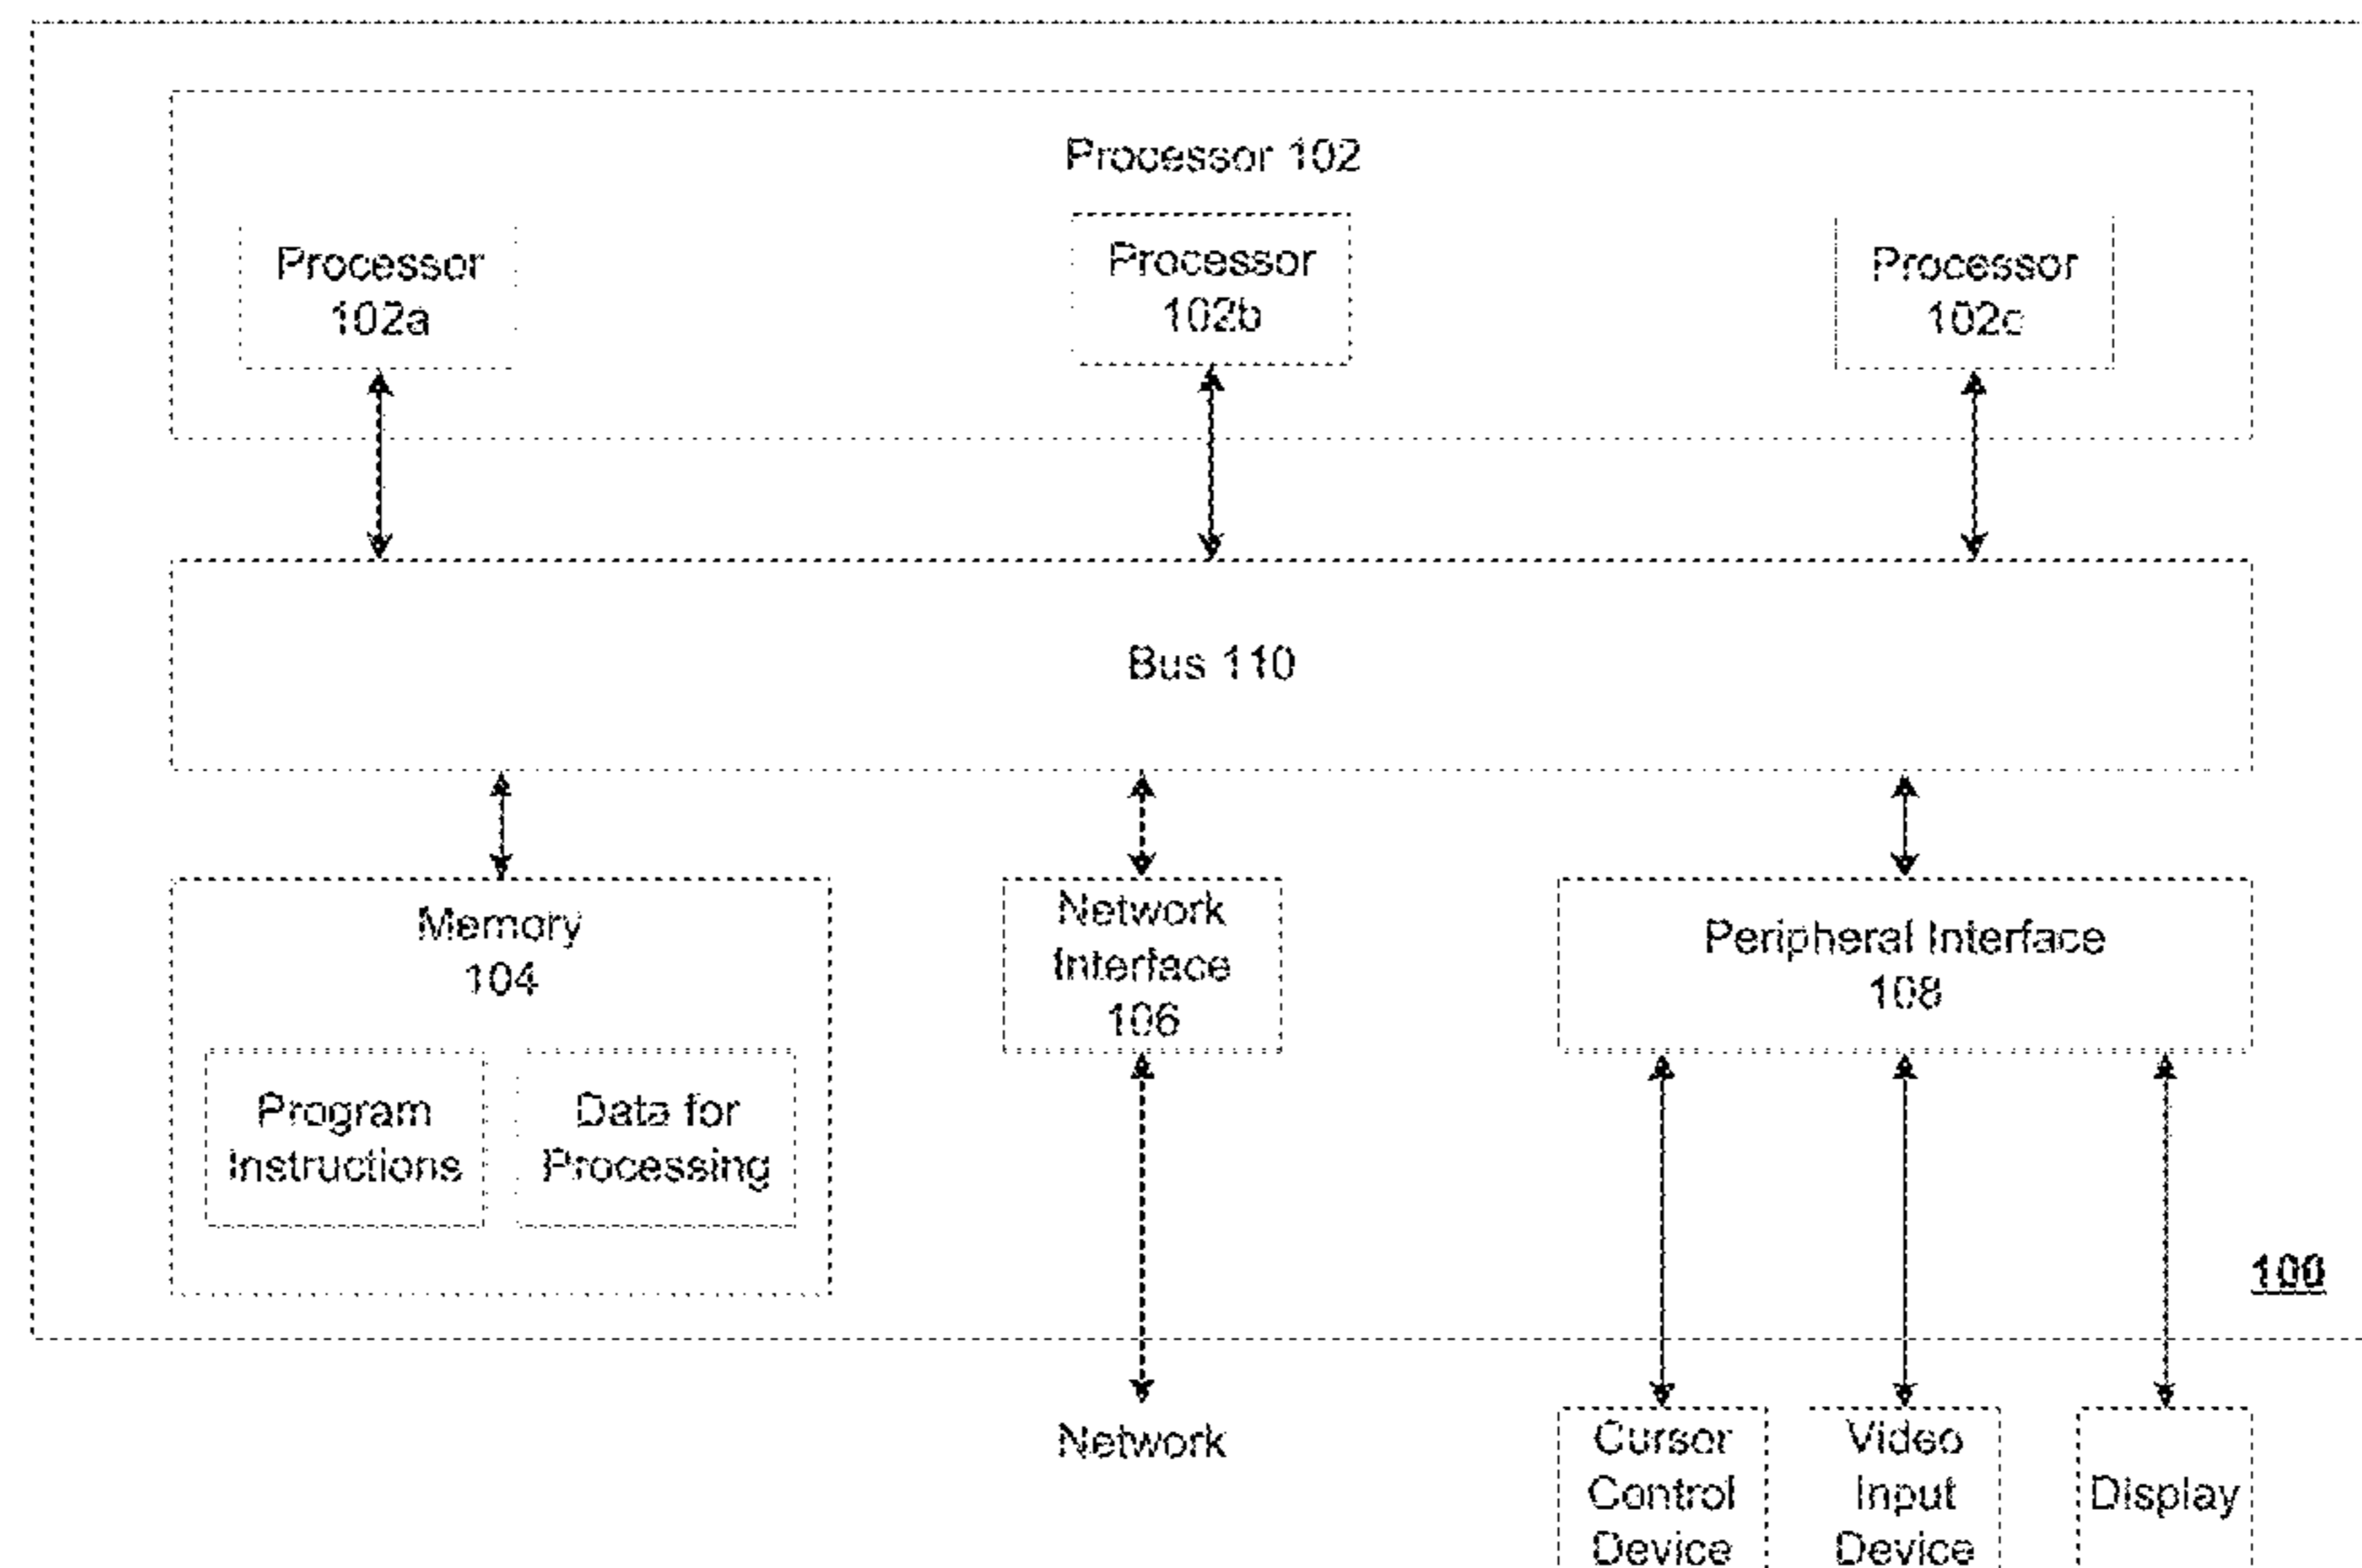 Processor 102
Processor
102a
Processor
102b
Processor
102c
Bus 110
Memory
104
Program
Instructions
Data for
Processing
Network
Interface
106
Peripheral Interface
108
100
Network
Cursor
Control
Device
Video
Input
Device
Display